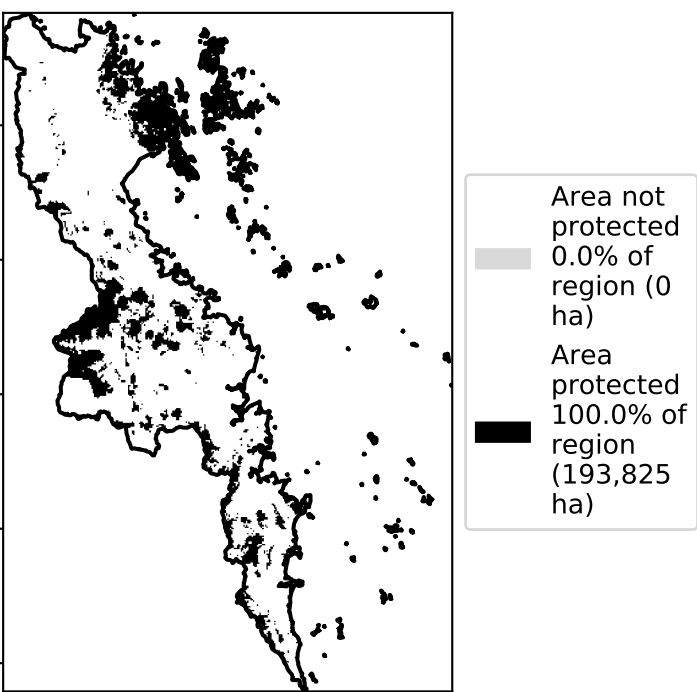 Area not
protected
0.0% of
region (0
ha)
Area
protected
100.0% of
region
(193,825
ha)